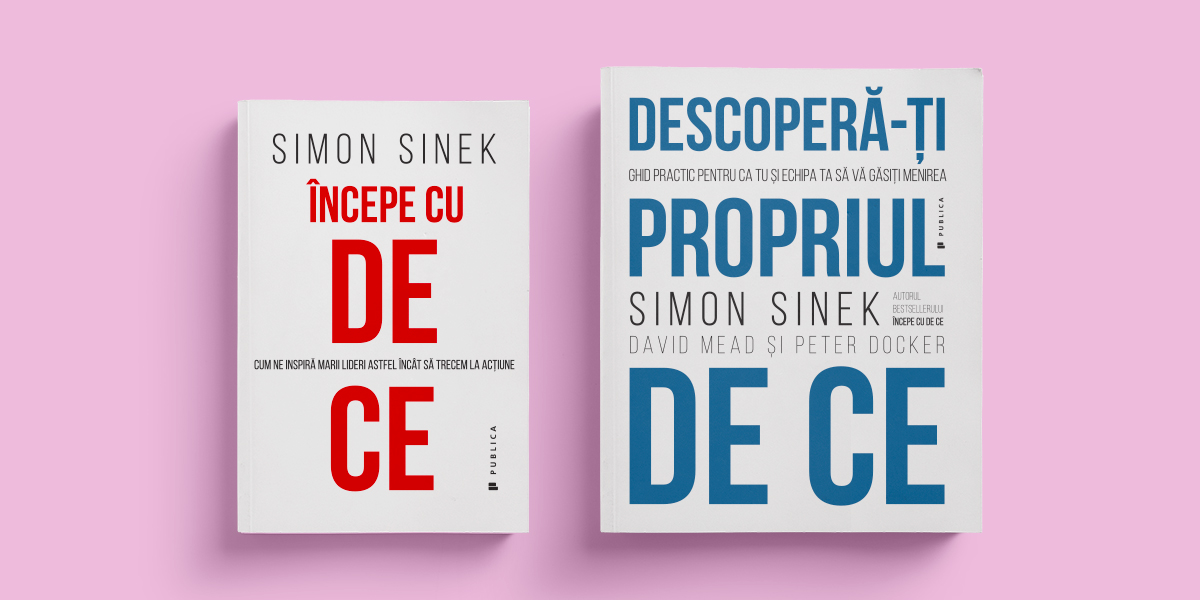 SIMON SINEK
ÎNCEPE CU
DE
CUM NE INSPIRĂ MARII LIDERI ASTFEL ÎNCÂT SĂ TRECEM LA ACȚIUNE
CE
PUBLICA
DESCOPERĂ-ȚI
GHID PRACTIC PENTRU CA TU ȘI ECHIPA TA SĂ VĂ GĂSIȚI MENIREA
PROPRIUL
PUBLICA
SIMON SINEK
AUTORUL
BESTSELLERULUI
ÎNCEPE CU DE CE
DAVID MEAD ȘI PETER DOCKER
DE CE